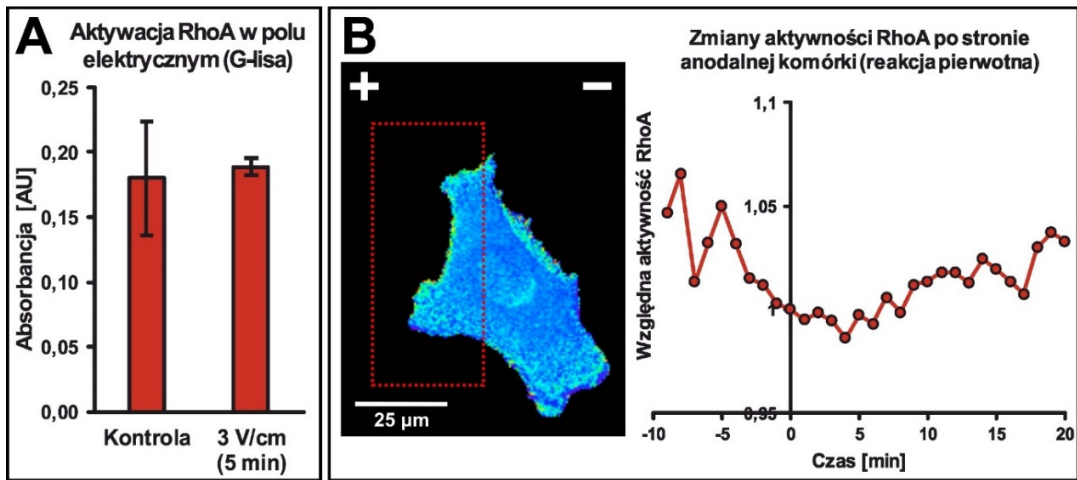 A
Aktywacja RhoA w polu
elektrycznym (G-lisa)
Absorbancja [AU]
0,25
0,20
0,15
0,10
0,05
0,00
Kontrola
3 V/cm
(5 min)
B
+
−
25 µm
Zmiany aktywności RhoA po stronie
anodalnej komórki (reakcja pierwotna)
Względna aktywność RhoA
1,1
1,05
1
0,95
-10
-5
0
5
10
15
20
Czas [min]